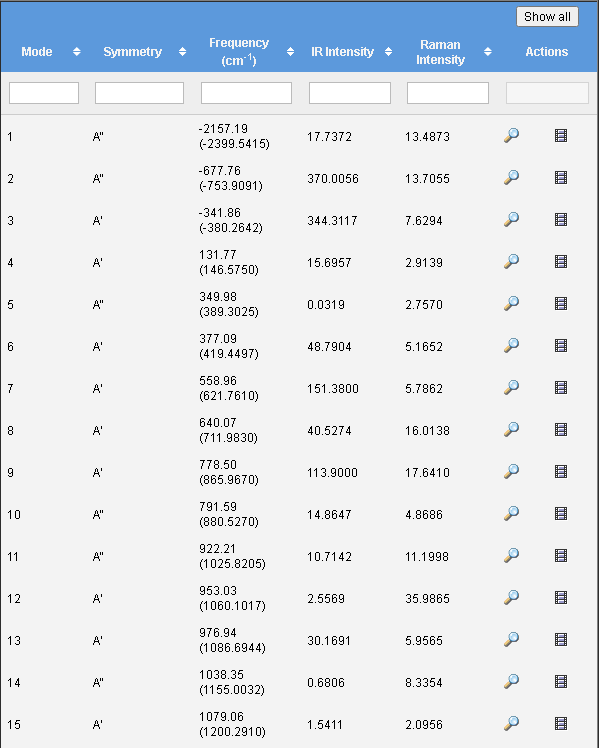 Show all
Mode Symmetry Frequency (cm-1) IR Intensity Raman Intensity Actions
1 A" -2157.19 (-2399.5415) 17.7372 13.4873
2 A" -677.76 (-753.9091) 370.0056 13.7055
3 A' -341.86 (-380.2642) 344.3117 7.6294
4 A' 131.77 (146.5750) 15.6957 2.9139
5 A" 349.98 (389.3025) 0.0319 2.7570
6 A' 377.09 (419.4497) 48.7904 5.1652
7 A' 558.96 (621.7610) 151.3800 5.7862
8 A' 640.07 (711.9830) 40.5274 16.0138
9 A' 778.50 (865.9670) 113.9000 17.6410
10 A" 791.59 (880.5270) 14.8647 4.8686
11 A" 922.21 (1025.8205) 10.7142 11.1998
12 A' 953.03 (1060.1017) 2.5569 35.9865
13 A' 976.94 (1086.6944) 30.1691 5.9565
14 A" 1038.35 (1155.0032) 0.6806 8.3354
15 A' 1079.06 (1200.2910) 1.5411 2.0956